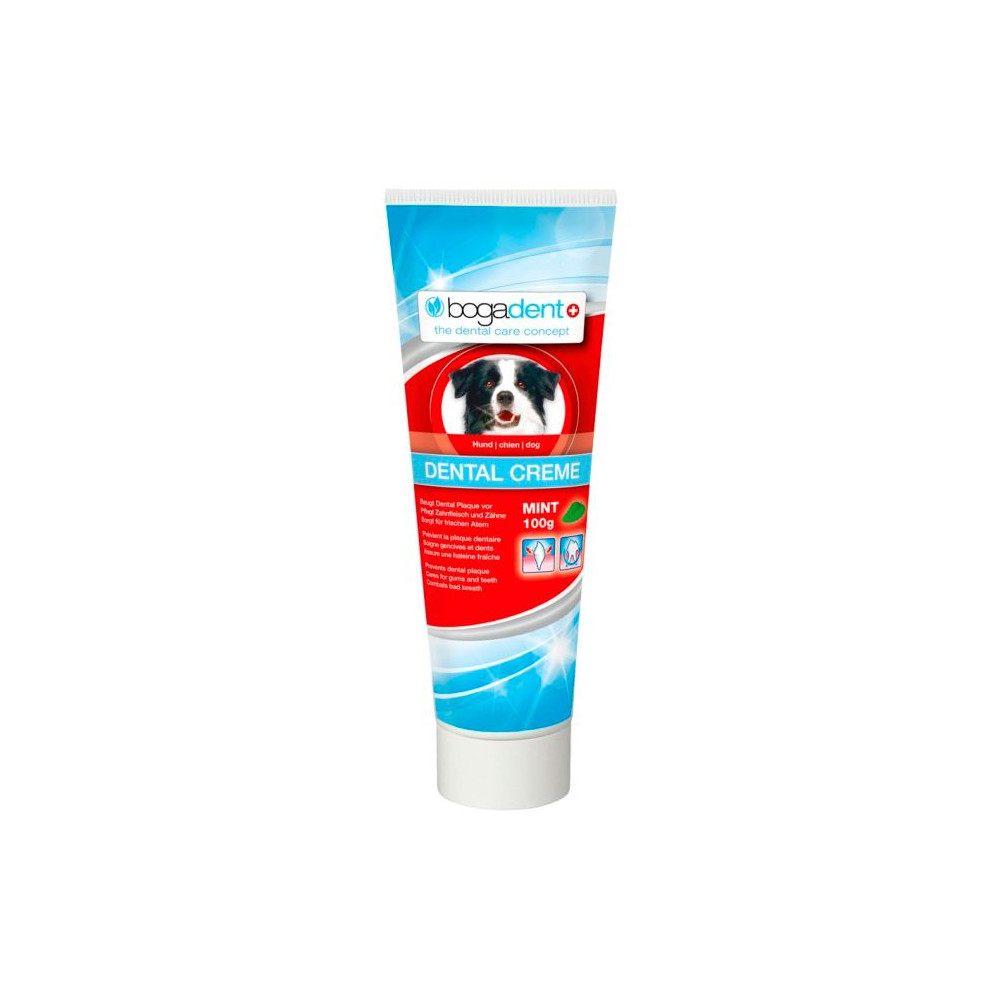 bogadent
the dental care concept
Hund | chien | dog
DENTAL CREME
Beugt Dental Plaque vor
Pflegt Zahnfleisch und Zähne
Sorgt für frischen Atem
Prévient la plaque dentaire
Soigne gencives et dents
Assure une haleine fraîche
Prevents dental plaque
Cares for gums and teeth
Combats bad breath
MINT
100g